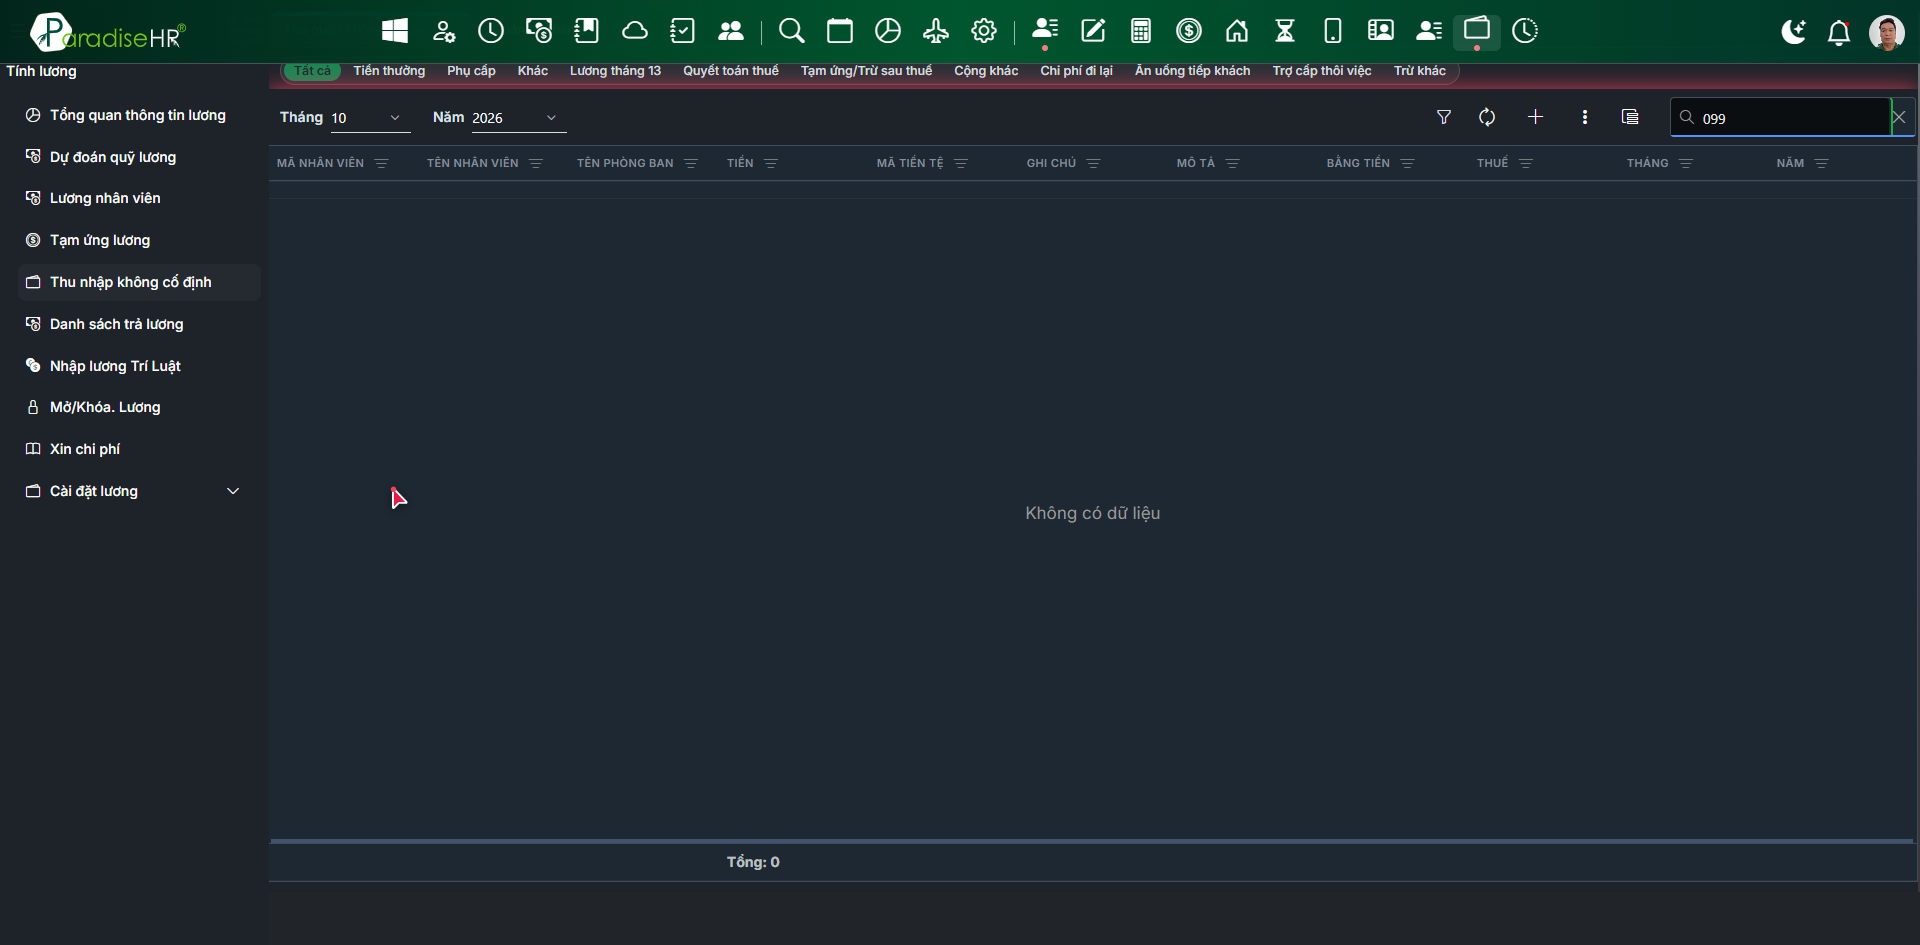 ParadiseHR®
Tính lương
Tất cả Tiền thưởng Phụ cấp Khác Lương tháng 13 Quyết toán thuế Tạm ứng/Trừ sau thuế Cộng khác Chi phí đi lại Ăn uống tiếp khách Trợ cấp thôi việc Trừ khác
Tổng quan thông tin lương
Dự đoán quỹ lương
Lương nhân viên
Tạm ứng lương
Thu nhập không cố định
Danh sách trả lương
Nhập lương Trí Luật
Mở/Khóa. Lương
Xin chi phí
Cài đặt lương
Tháng 10 Năm 2026 099
MÃ NHÂN VIÊN TÊN NHÂN VIÊN TÊN PHÒNG BAN TIỀN MÃ TIỀN TỆ GHI CHÚ MÔ TẢ BẰNG TIỀN THUẾ THÁNG NĂM
Không có dữ liệu
Tổng: 0